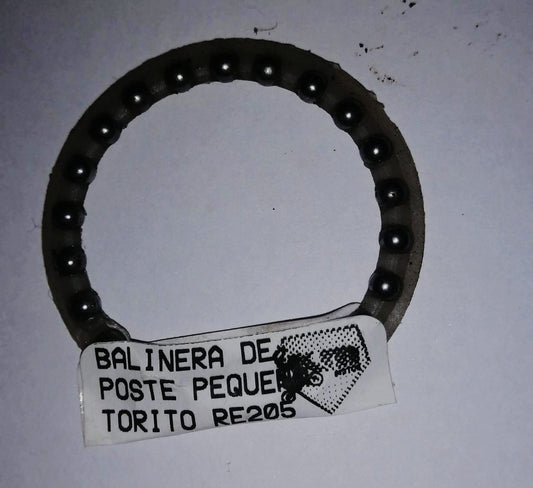 BALINERA DE
POSTE PEQUE
TORITO RE205